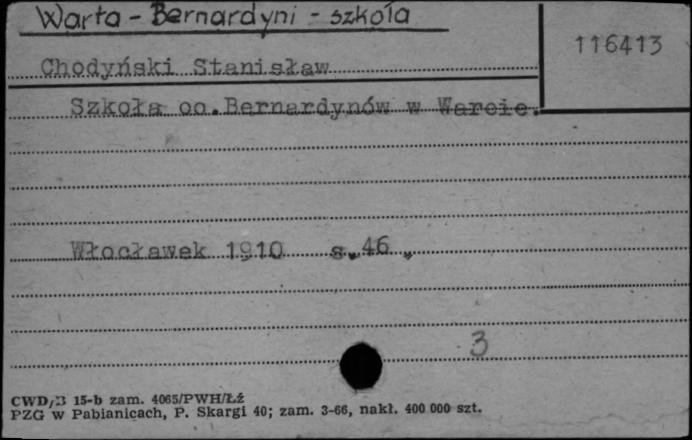 Warta - Bernardyni - szkoła
116413
Chodyński Stanisław
Szkoła oo. Bernardynów w Warcie.
Włocławek 1910 s. 46 .
3
CWD/B 15-b zam. 4065/PWH/Łź
PZG w Pabianicach, P. Skargi 40; zam. 3-66, nakł. 400 000 szt.